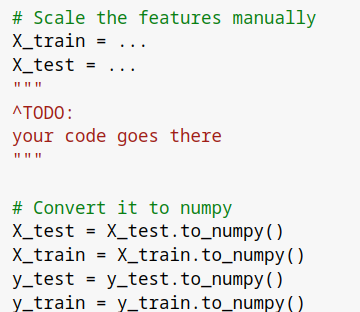 # Scale the features manually
X_train = ...
X_test = ...
"""
^TODO:
your code goes there
"""
# Convert it to numpy
X_test = X_test.to_numpy()
X_train = X_train.to_numpy()
y_test = y_test.to_numpy()
y_train = y_train.to_numpy()